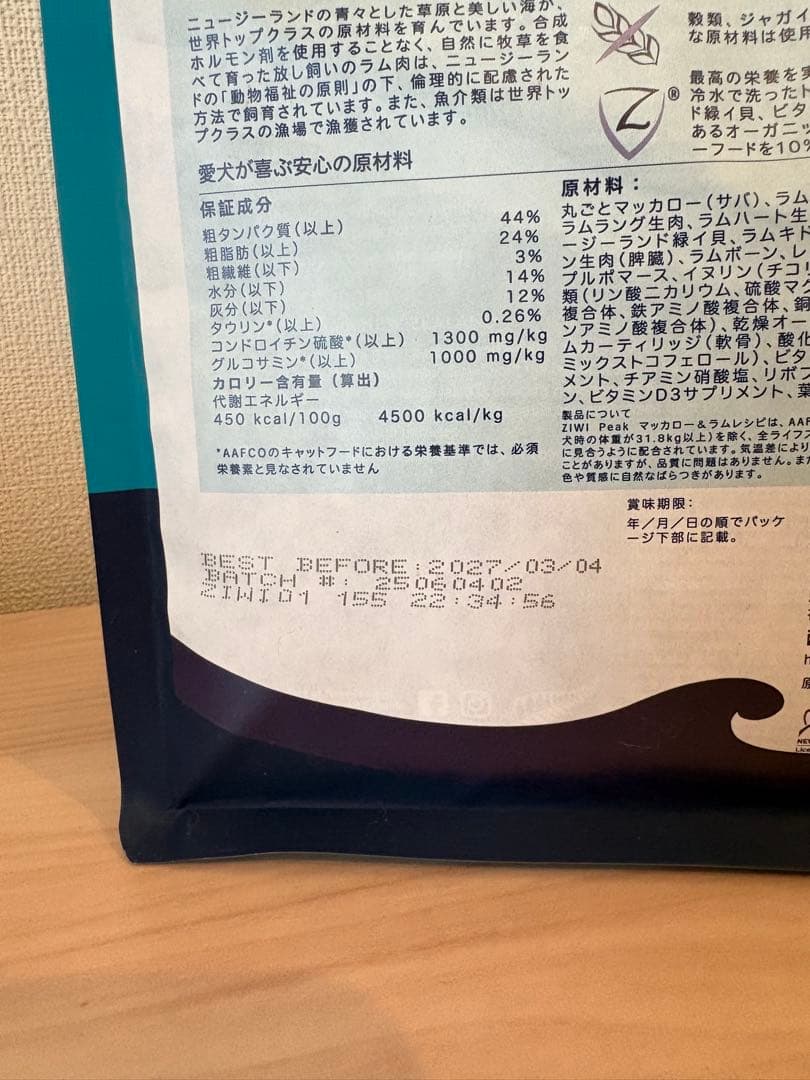 ニュージーランドの青々とした草原と美しい海が、
世界トップクラスの原材料を育んでいます。合成
ホルモン剤を使用することなく、自然に牧草を食
べて育った放し飼いのラム肉は、ニュージーラン
ドの「動物福祉の原則」の下、倫理的に配慮された
方法で飼育されています。また、魚介類は世界トッ
プクラスの漁場で漁獲されています。
穀類、ジャガイ
な原材料は使用
Z®
最高の栄養を実
冷水で洗ったト
ド緑イ貝、ビタ
あるオーガニッ
ーフードを10%
愛犬が喜ぶ安心の原材料
保証成分
粗タンパク質(以上) 44%
粗脂肪(以上) 24%
粗繊維(以下) 3%
水分(以下) 14%
灰分(以下) 12%
タウリン*(以上) 0.26%
コンドロイチン硫酸*(以上) 1300 mg/kg
グルコサミン*(以上) 1000 mg/kg
カロリー含有量(算出)
代謝エネルギー
450 kcal/100g 4500 kcal/kg
*AAFCOのキャットフードにおける栄養基準では、必須
栄養素と見なされていません
原材料：
丸ごとマッカロー(サバ)、ラム
ラムラング生肉、ラムハート生
ージーランド緑イ貝、ラムキド
ン生肉(脾臓)、ラムボーン、レ
プルポマース、イヌリン(チコリ
類(リン酸二カリウム、硫酸マグ
複合体、鉄アミノ酸複合体、銅
ンアミノ酸複合体)、乾燥オー
ムカーティリッジ(軟骨)、酸化
ミックストコフェロール)、ビタ
メント、チアミン硝酸塩、リボフ
ン、ビタミンD3サプリメント、葉
製品について
ZIWI Peak マッカロー&ラムレシピは、AAF
犬時の体重が31.8kg以上)を除く、全ライフス
に見合うように配合されています。気温差により
ことがありますが、品質に問題はありません。また
色や質感に自然なばらつきがあります。
賞味期限：
年/月/日の順でパッケ
ージ下部に記載。
BEST BEFORE:2027/03/04
BATCH #: 25060402
ZIWI01 155 22:34:56